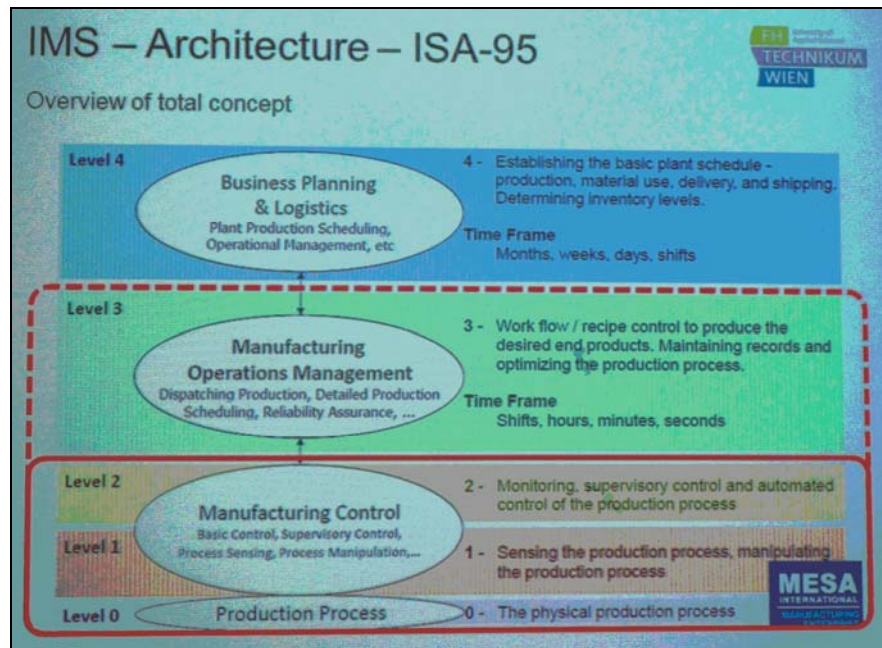 IMS – Architecture – ISA-95
FH
TECHNIKUM
WIEN
Overview of total concept
Level 4
Business Planning
& Logistics
Plant Production Scheduling,
Operational Management, etc
4 - Establishing the basic plant schedule -
production, material use, delivery, and shipping.
Determining inventory levels.
Time Frame
Months, weeks, days, shifts
Level 3
Manufacturing
Operations Management
Dispatching Production, Detailed Production
Scheduling, Reliability Assurance, ...
3 - Work flow / recipe control to produce the
desired end products. Maintaining records and
optimizing the production process.
Time Frame
Shifts, hours, minutes, seconds
Level 2
Manufacturing Control
Basic Control, Supervisory Control,
Process Sensing, Process Manipulation,...
2 - Monitoring, supervisory control and automated
control of the production process
Level 1
1 - Sensing the production process, manipulating
the production process
Level 0
Production Process
0 - The physical production process
MESA
INTERNATIONAL
MANUFACTURING